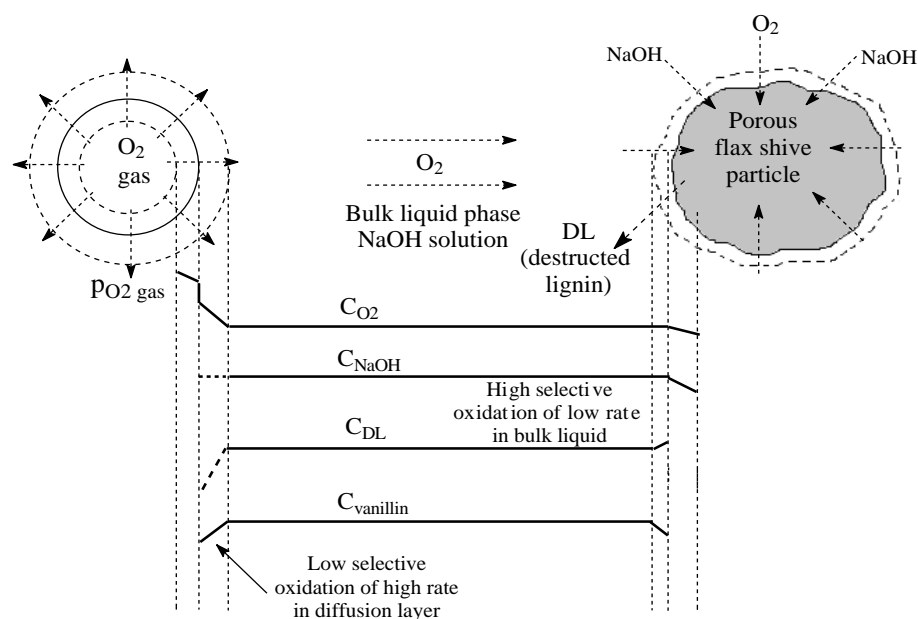 O2
NaOH
NaOH
O2
gas
O2
Porous
flax shive
particle
Bulk liquid phase
NaOH solution
DL
(destructed
lignin)
pO2 gas
CO2
CNaOH
High selective
oxidation of low rate
in bulk liquid
CDL
Cvanillin
Low selective
oxidation of high rate
in diffusion layer